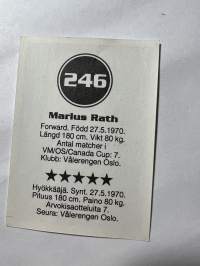 246
Marius Rath
Forward. Född 27.5.1970.
Längd 180 cm. Vikt 80 kg.
Antal matcher i
VM/OS/Canada Cup: 7.
Klubb: Vålerengen Oslo.
★★★★★
Hyökkääjä. Synt. 27.5.1970.
Pituus 180 cm. Paino 80 kg.
Arvokisaotteluita 7.
Seura: Vålerengen Oslo.